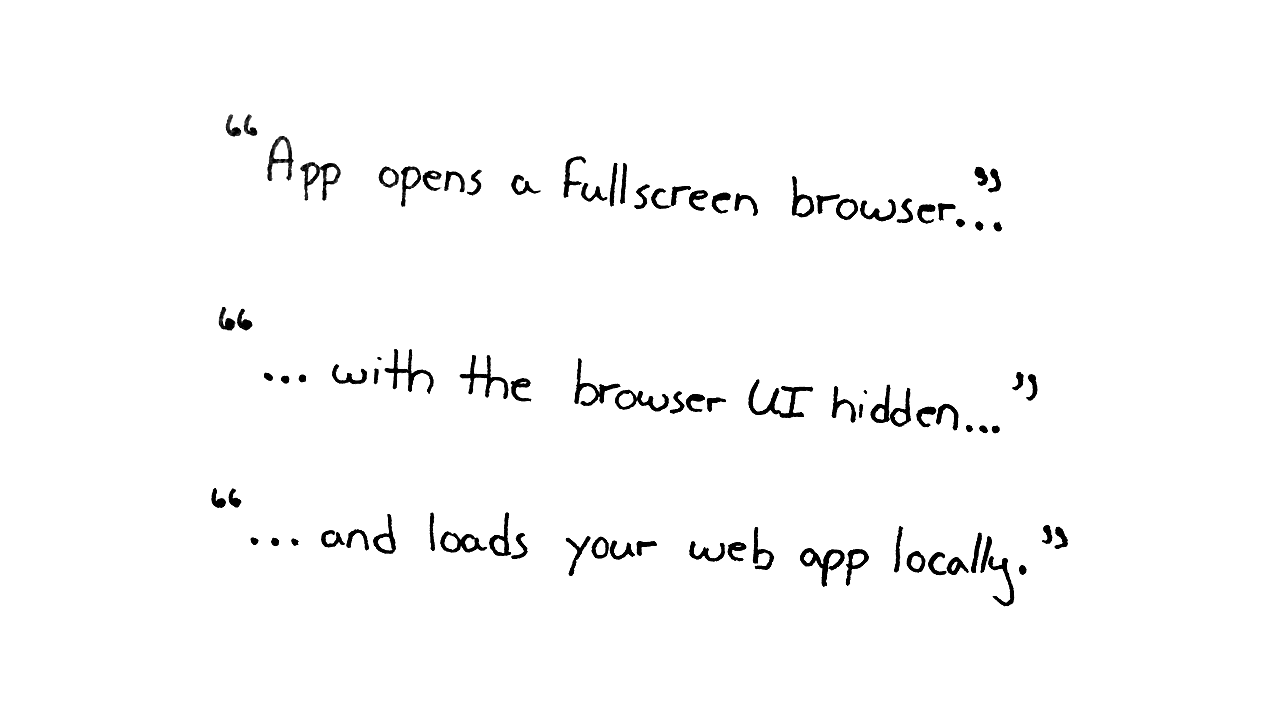 “App opens a fullscreen browser...”
“... with the browser UI hidden...”
“... and loads your web app locally.”